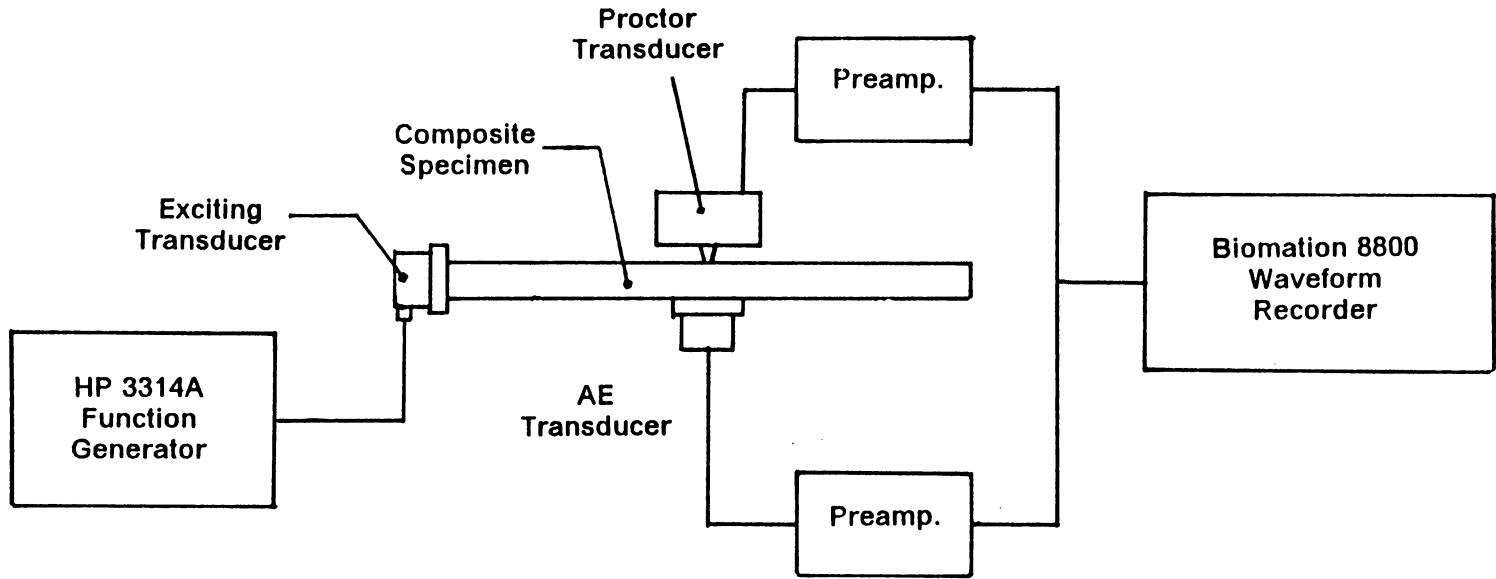 Proctor
Transducer
Preamp.
Composite
Specimen
Exciting
Transducer
Biomation 8800
Waveform
Recorder
HP 3314A
Function
Generator
AE
Transducer
Preamp.